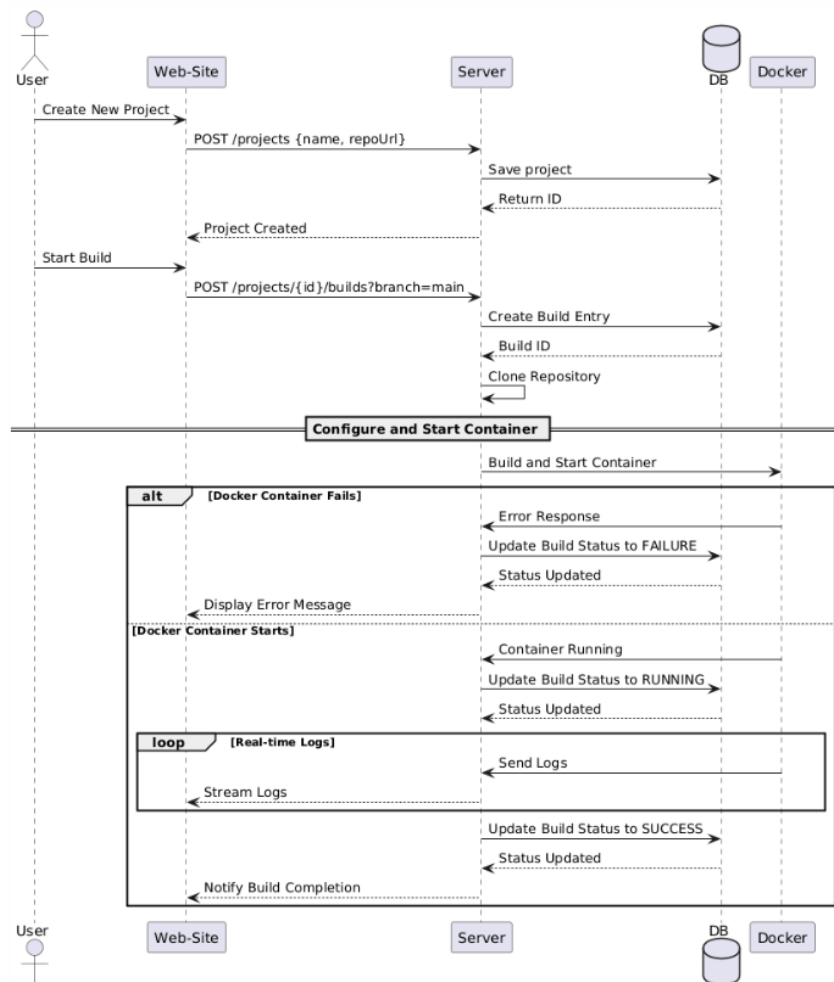 User
Web-Site
Server
DB
Docker
Create New Project
POST /projects {name, repoUrl}
Save project
Return ID
Project Created
Start Build
POST /projects/{id}/builds?branch=main
Create Build Entry
Build ID
Clone Repository
Configure and Start Container
Build and Start Container
alt [Docker Container Fails]
Error Response
Update Build Status to FAILURE
Status Updated
Display Error Message
[Docker Container Starts]
Container Running
Update Build Status to RUNNING
Status Updated
loop [Real-time Logs]
Send Logs
Stream Logs
Update Build Status to SUCCESS
Status Updated
Notify Build Completion
User
Web-Site
Server
DB
Docker